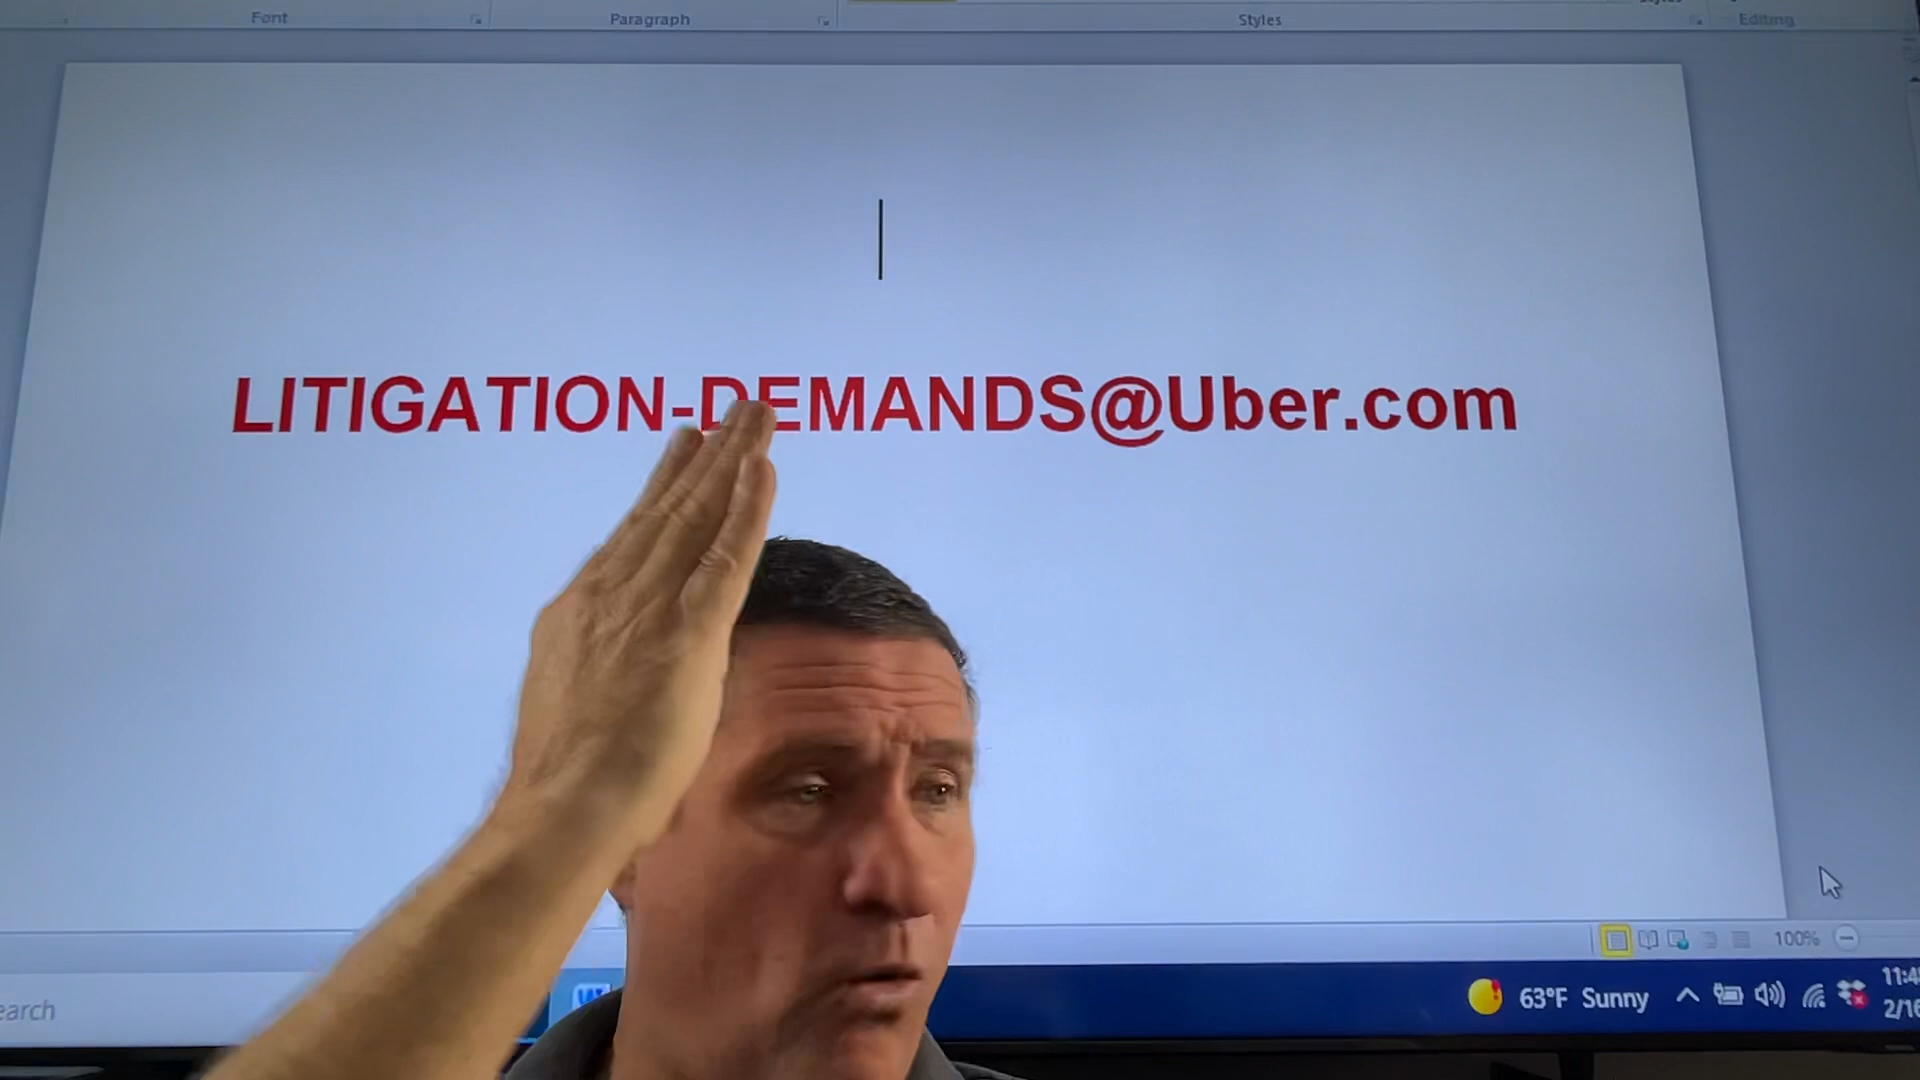 Font Paragraph Styles Editing
LITIGATION-DEMANDS@Uber.com
100%
earch 63°F Sunny